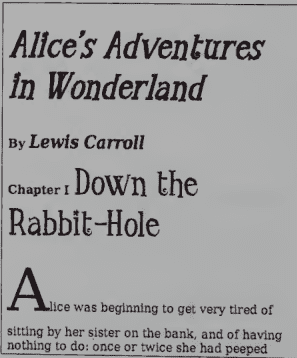 Alice's Adventures
in Wonderland
By Lewis Carroll
Chapter I Down the
Rabbit-Hole
Alice was beginning to get very tired of
sitting by her sister on the bank, and of having
nothing to do: once or twice she had peeped